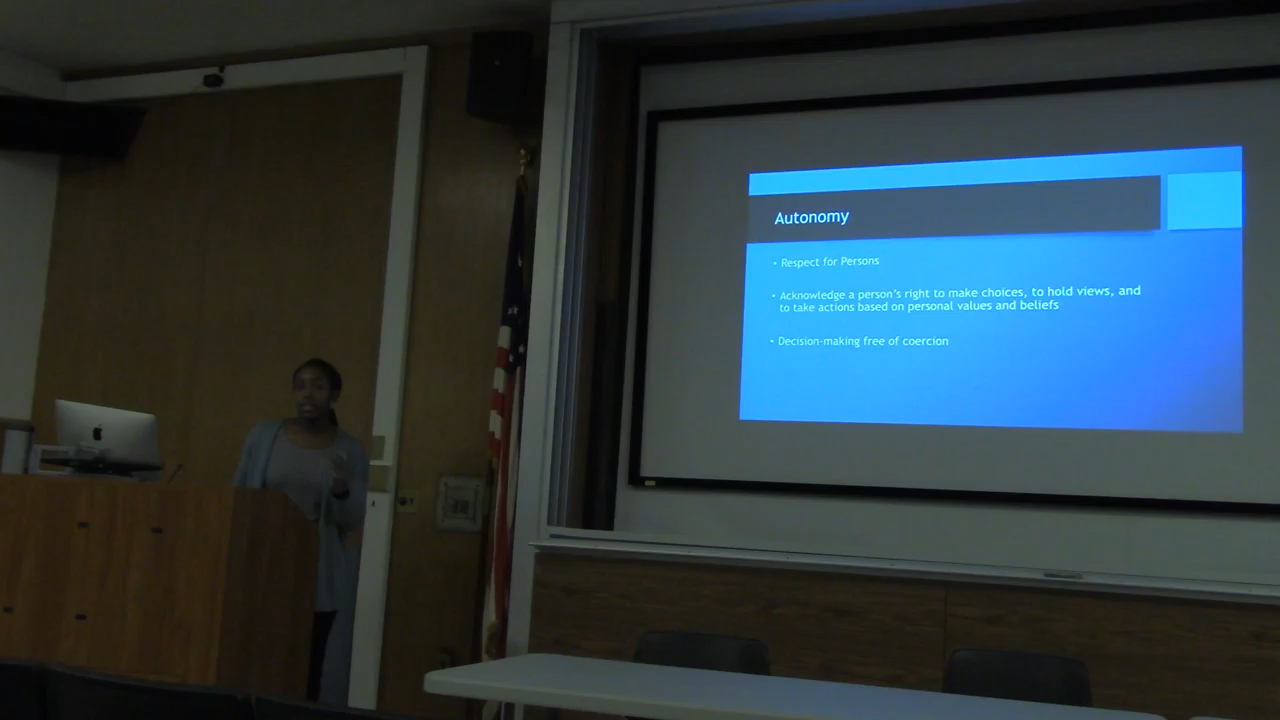 Autonomy
• Respect for Persons
• Acknowledge a person's right to make choices, to hold views, and
to take actions based on personal values and beliefs
• Decision-making free of coercion